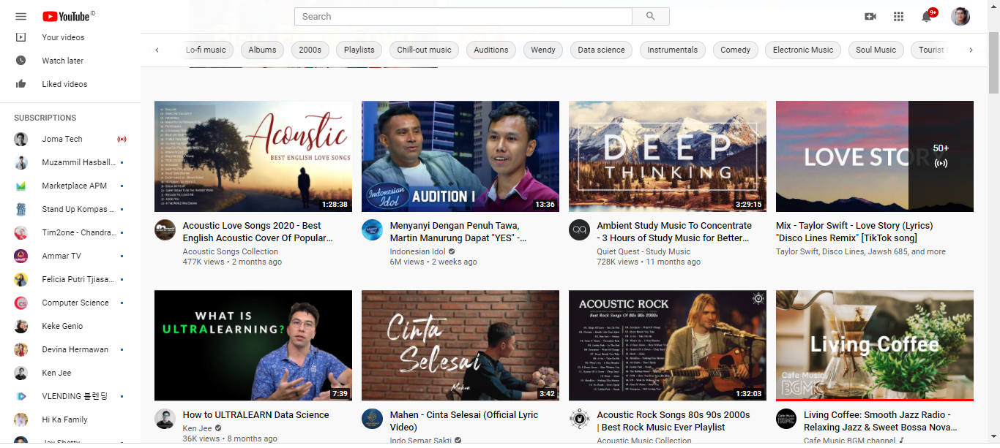 YouTube ID
Search
9+
Your videos
Watch later
Liked videos
SUBSCRIPTIONS
Joma Tech
Muzammil Hasball...
Marketplace APM
Stand Up Kompas ...
Tim2one - Chandra...
Ammar TV
Felicia Putri Tjiasa...
Computer Science
Keke Genio
Devina Hermawan
Ken Jee
VLENDING 블렌딩
Hi Ka Family
Jay Shetty
Lo-fi music
Albums
2000s
Playlists
Chill-out music
Auditions
Wendy
Data science
Instrumentals
Comedy
Electronic Music
Soul Music
Tourist
Acoustic
BEST ENGLISH LOVE SONGS
1:28:38
Acoustic Love Songs 2020 - Best
English Acoustic Cover Of Popular...
Acoustic Songs Collection
477K views • 2 months ago
Indonesian
Idol
AUDITION 1
13:36
Menyanyi Dengan Penuh Tawa,
Martin Manurung Dapat "YES" -...
Indonesian Idol
6M views • 2 weeks ago
DEEP
THINKING
3:29:15
Ambient Study Music To Concentrate
- 3 Hours of Study Music for Better...
Quiet Quest - Study Music
728K views • 11 months ago
LOVE STOR
50+
Mix - Taylor Swift - Love Story (Lyrics)
"Disco Lines Remix" [TikTok song]
Taylor Swift, Disco Lines, Jawsh 685, and more
WHAT IS
ULTRALEARNING?
7:39
How to ULTRALEARN Data Science
Ken Jee
36K views • 8 months ago
Cinta
Selesai
Mahen
3:42
Mahen - Cinta Selesai (Official Lyric
Video)
Indo Semar Sakti
ACOUSTIC ROCK
Best Rock Songs Of 80s 90s 2000s
1:32:03
Acoustic Rock Songs 80s 90s 2000s
| Best Rock Music Ever Playlist
Acoustic Music Collection
Living Coffee
Cafe Music
BGMC
Living Coffee: Smooth Jazz Radio -
Relaxing Jazz & Sweet Bossa Nova...
Cafe Music BGM channel